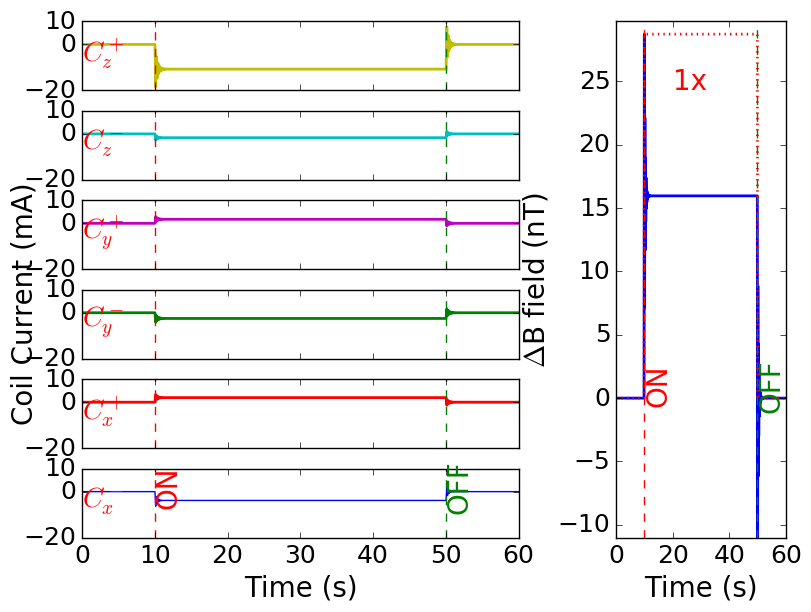 Coil Current (mA)
10
0
−20
C_z^+
10
0
−20
C_z^−
10
0
−20
C_y^+
10
0
−20
C_y^−
10
0
−20
C_x^+
10
0
−20
C_x^−
ON
OFF
0 10 20 30 40 50 60
Time (s)
ΔB field (nT)
25
20
15
10
5
0
−5
−10
1x
ON
OFF
0 20 40 60
Time (s)